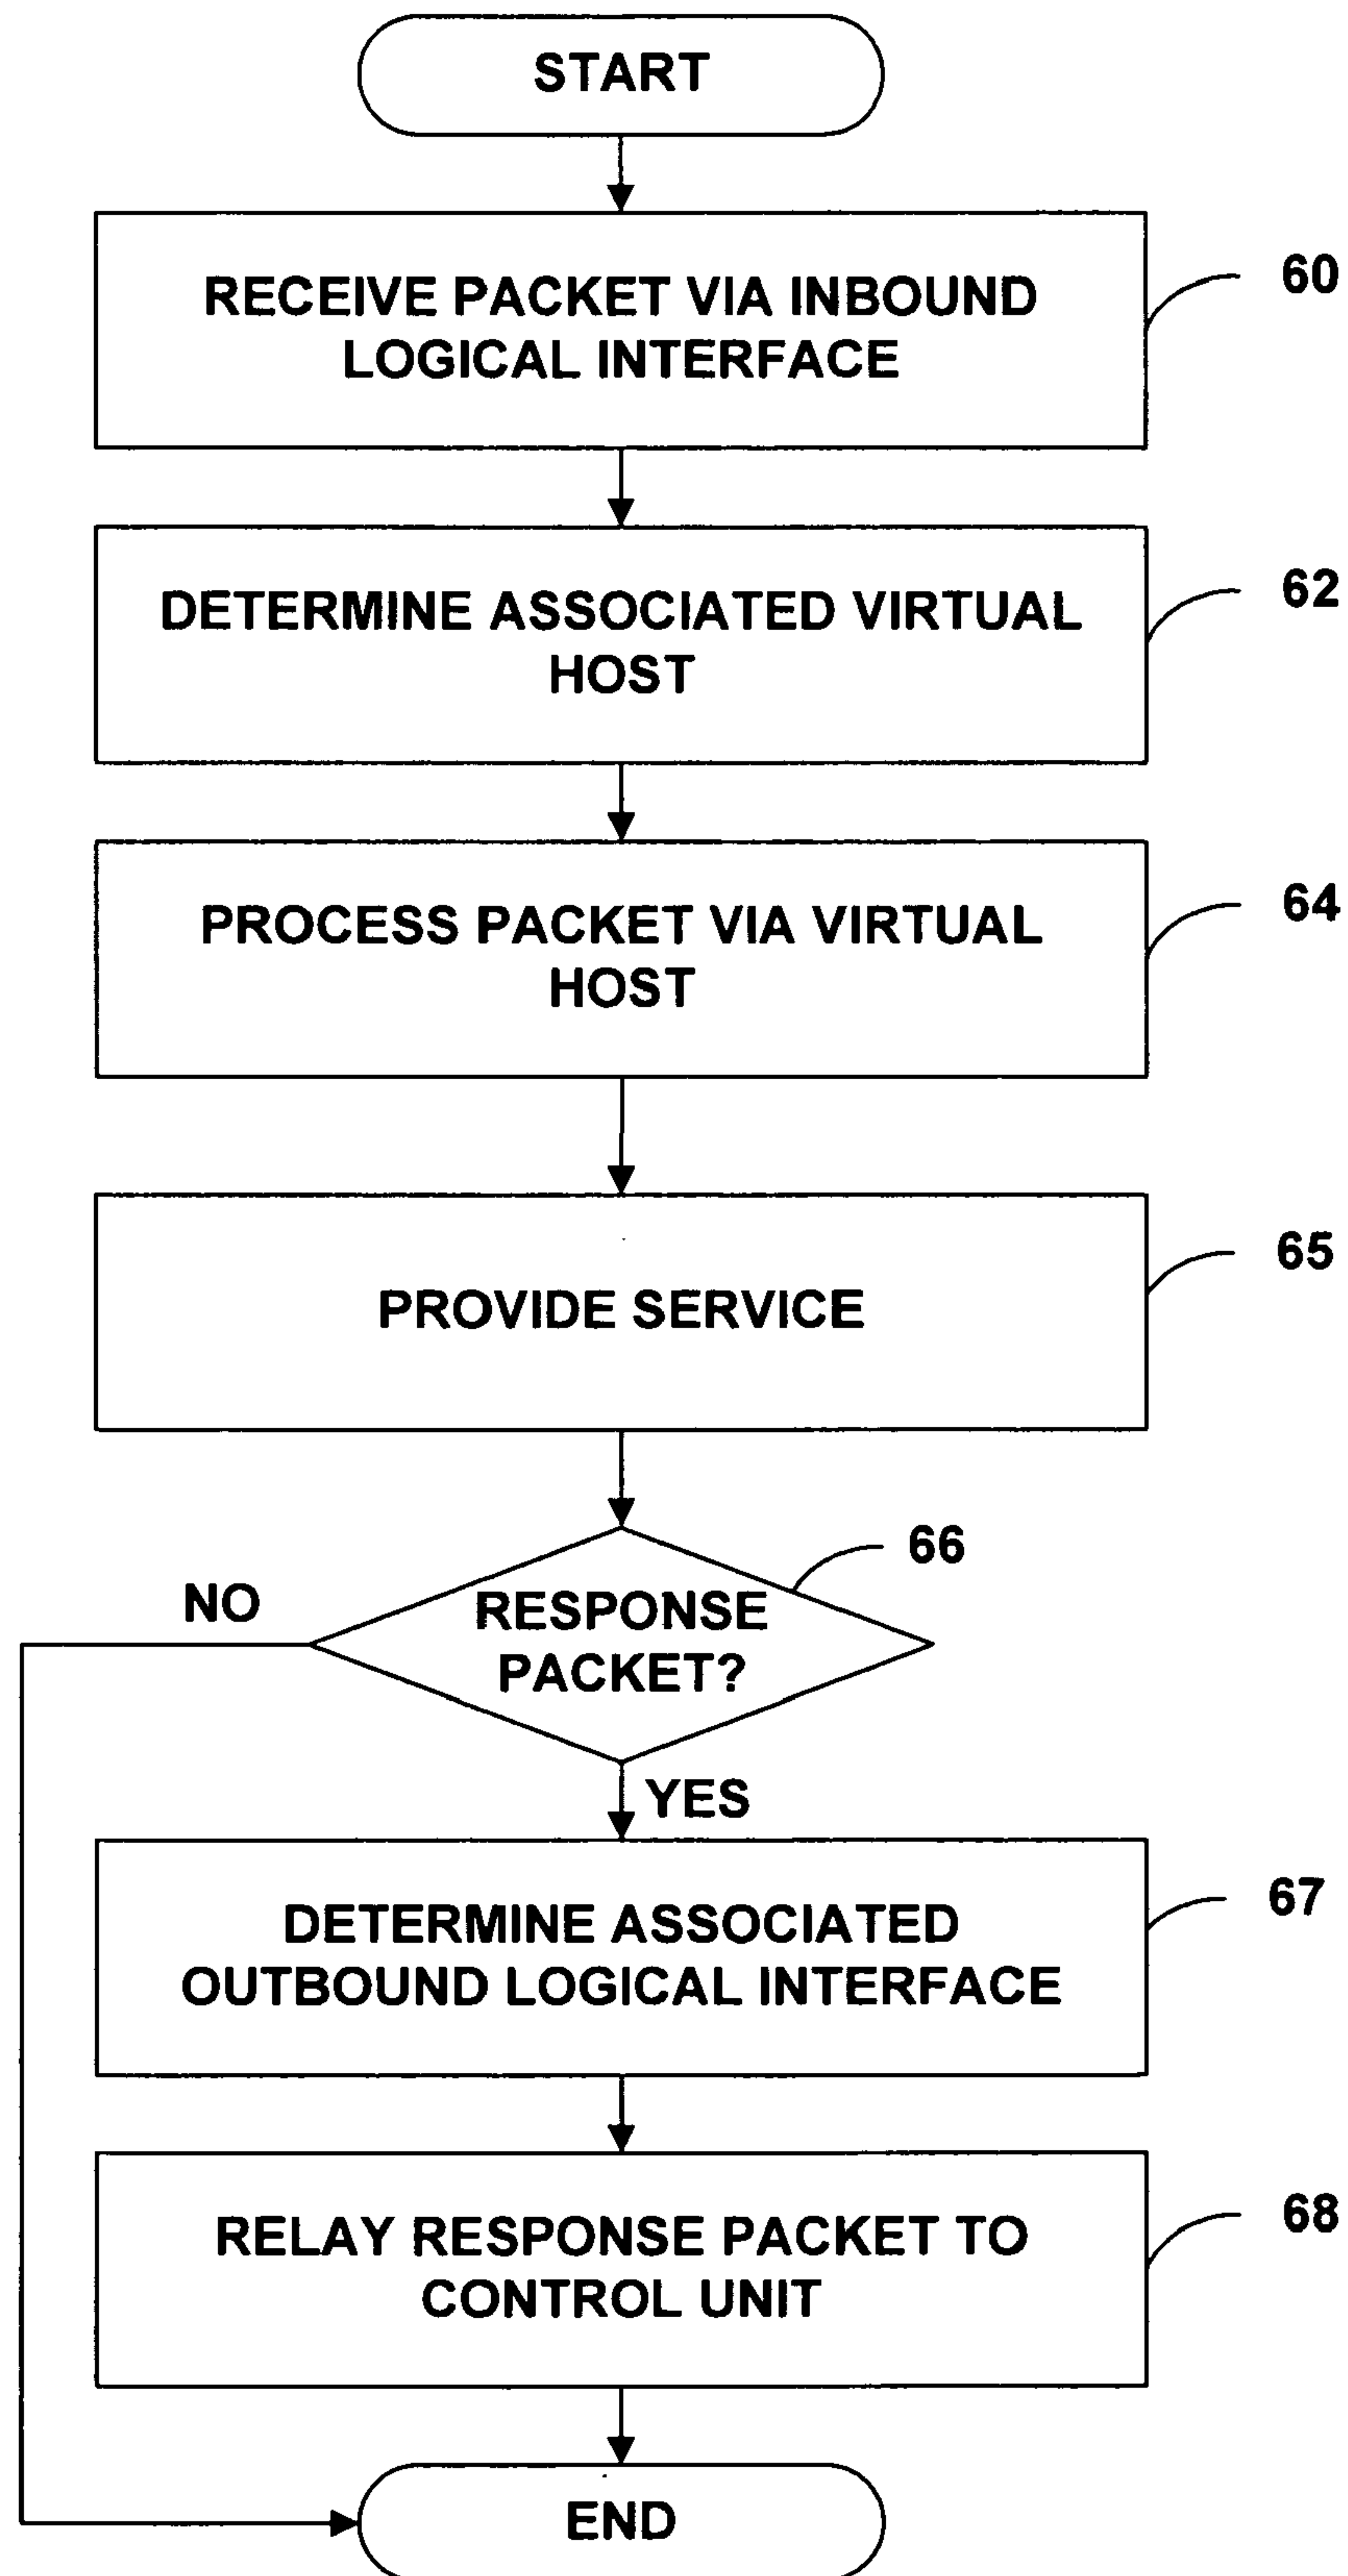 START
RECEIVE PACKET VIA INBOUND
LOGICAL INTERFACE
60
DETERMINE ASSOCIATED VIRTUAL
HOST
62
PROCESS PACKET VIA VIRTUAL
HOST
64
PROVIDE SERVICE
65
RESPONSE
PACKET?
66
NO
YES
DETERMINE ASSOCIATED
OUTBOUND LOGICAL INTERFACE
67
RELAY RESPONSE PACKET TO
CONTROL UNIT
68
END